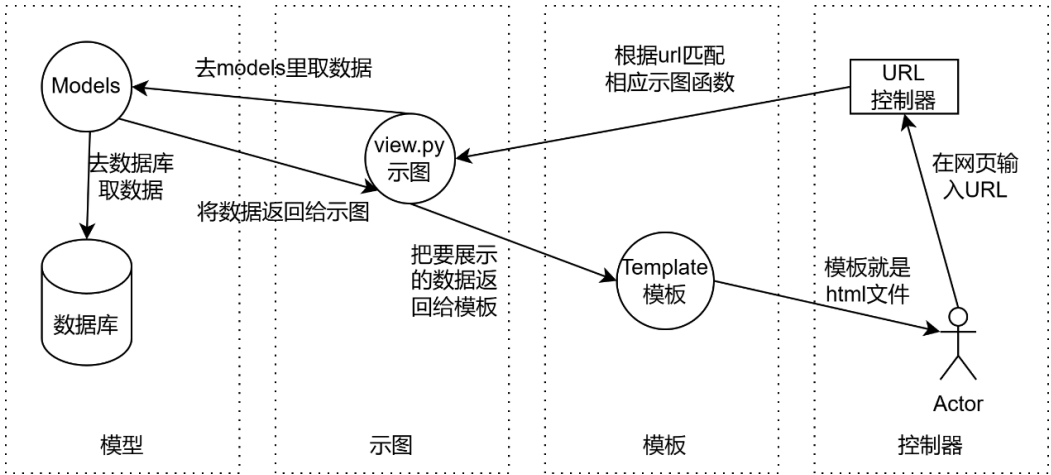 Models
去models里取数据
去数据库
取数据
将数据返回给示图
数据库
模型
view.py
示图
把要展示
的数据返
回给模板
示图
根据url匹配
相应示图函数
Template
模板
模板
URL
控制器
在网页输
入URL
模板就是
html文件
Actor
控制器